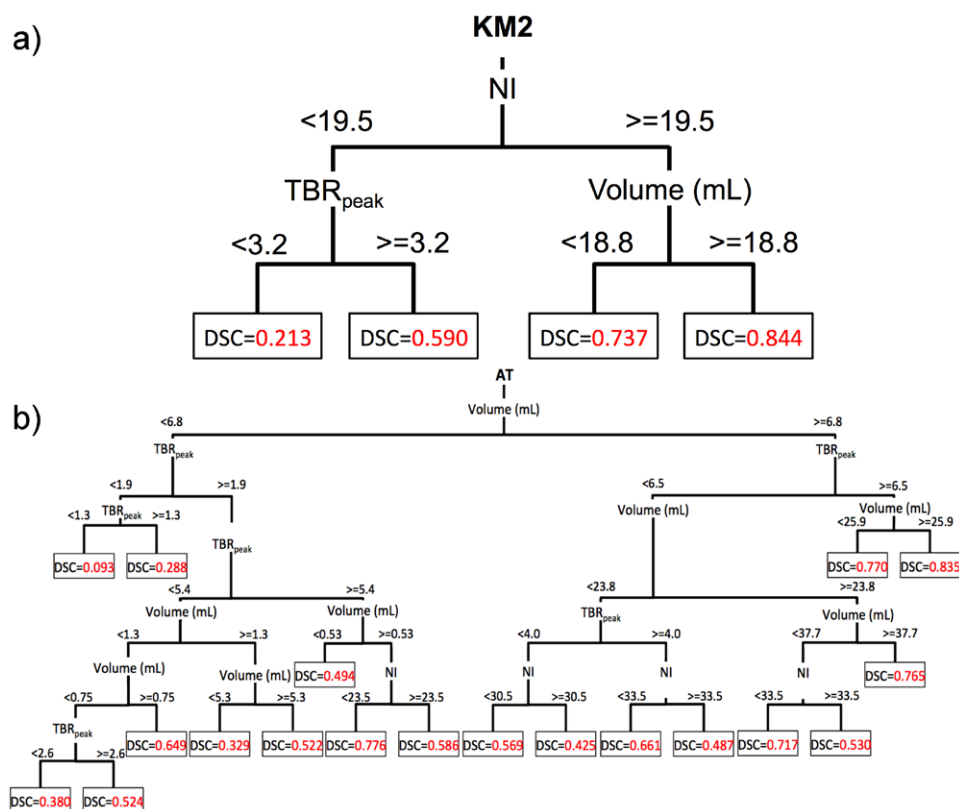 a)
KM2
NI
<19.5 >=19.5
TBRpeak Volume (mL)
<3.2 >=3.2 <18.8 >=18.8
DSC=0.213 DSC=0.590 DSC=0.737 DSC=0.844
b)
AT
Volume (mL)
<6.8 >=6.8
TBRpeak TBRpeak
<1.9 >=1.9 <6.5 >=6.5
TBRpeak Volume (mL) Volume (mL)
<1.3 >=1.3 <25.9 >=25.9
TBRpeak
DSC=0.093 DSC=0.288 DSC=0.770 DSC=0.835
<5.4 >=5.4 <23.8 >=23.8
Volume (mL) Volume (mL) TBRpeak Volume (mL)
<1.3 >=1.3 <0.53 >=0.53 <4.0 >=4.0 <37.7 >=37.7
Volume (mL) Volume (mL) DSC=0.494 NI NI NI NI DSC=0.765
<0.75 >=0.75 <5.3 >=5.3 <23.5 >=23.5 <30.5 >=30.5 <33.5 >=33.5 <33.5 >=33.5
TBRpeak DSC=0.649 DSC=0.329 DSC=0.522 DSC=0.776 DSC=0.586 DSC=0.569 DSC=0.425 DSC=0.661 DSC=0.487 DSC=0.717 DSC=0.530
<2.6 >=2.6
DSC=0.380 DSC=0.524